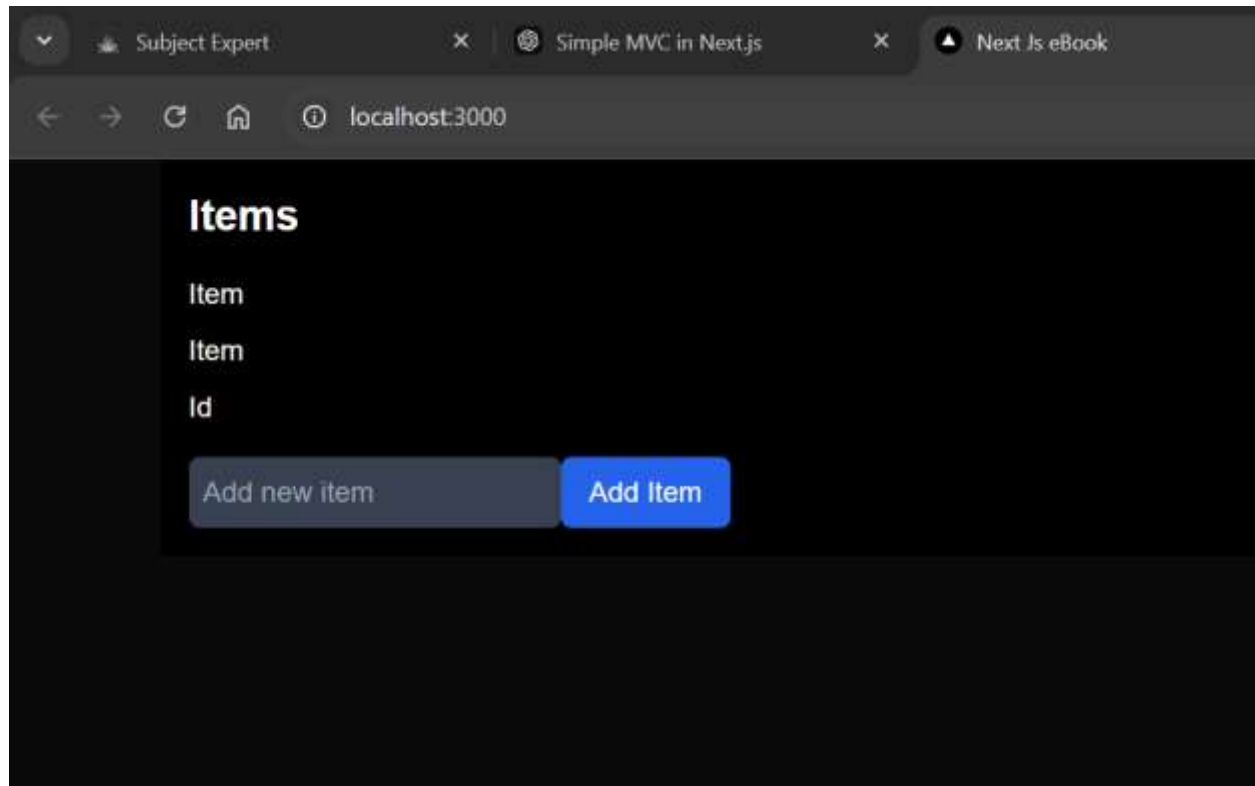 Subject Expert
Simple MVC in Next.js
Next Js eBook
localhost:3000
Items
Item
Item
Id
Add new item
Add Item